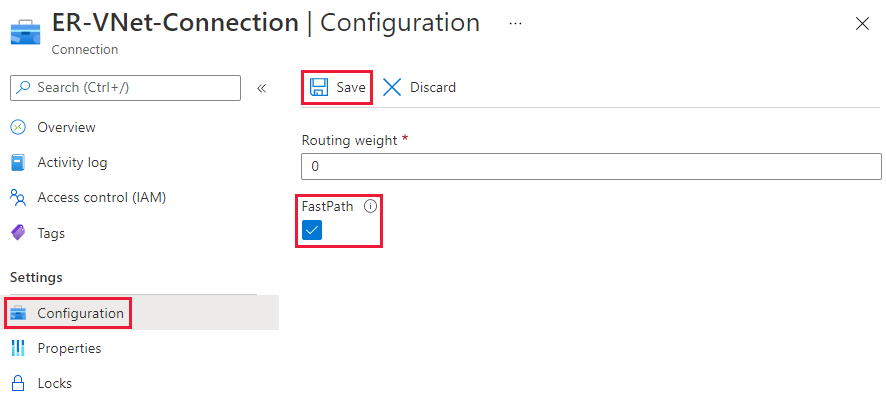 ER-VNet-Connection | Configuration ...
Connection
Search (Ctrl+/)
«
Overview
Activity log
Access control (IAM)
Tags
Settings
Configuration
Properties
Locks
Save
Discard
Routing weight *
0
FastPath